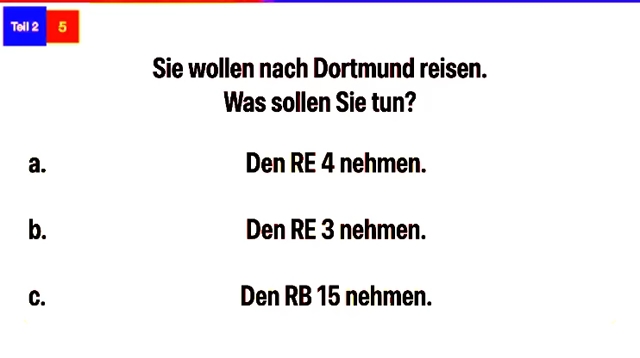 Teil 2 5
Sie wollen nach Dortmund reisen.
Was sollen Sie tun?
a. Den RE 4 nehmen.
b. Den RE 3 nehmen.
c. Den RB 15 nehmen.